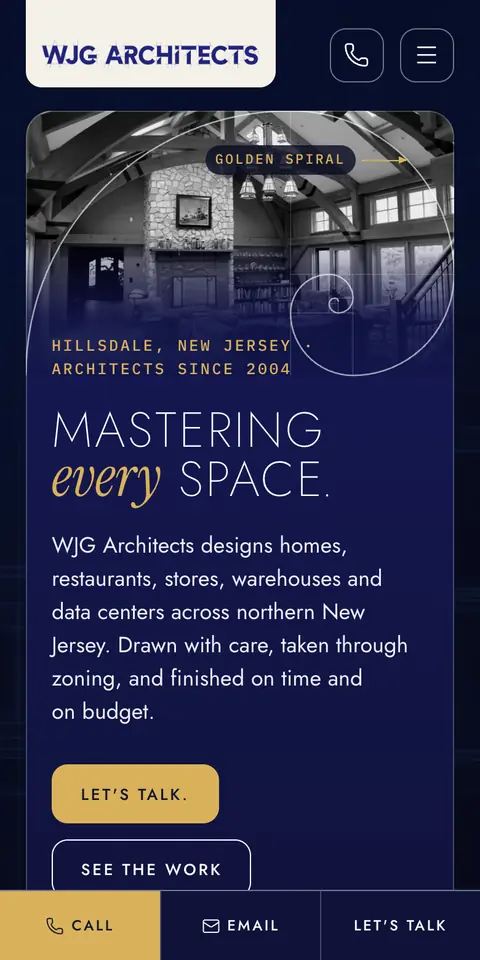 WJG ARCHITECTS
GOLDEN SPIRAL
HILLSDALE, NEW JERSEY ·
ARCHITECTS SINCE 2004
MASTERING
every SPACE.
WJG Architects designs homes,
restaurants, stores, warehouses and
data centers across northern New
Jersey. Drawn with care, taken through
zoning, and finished on time and
on budget.
LET'S TALK.
SEE THE WORK
CALL
EMAIL
LET'S TALK